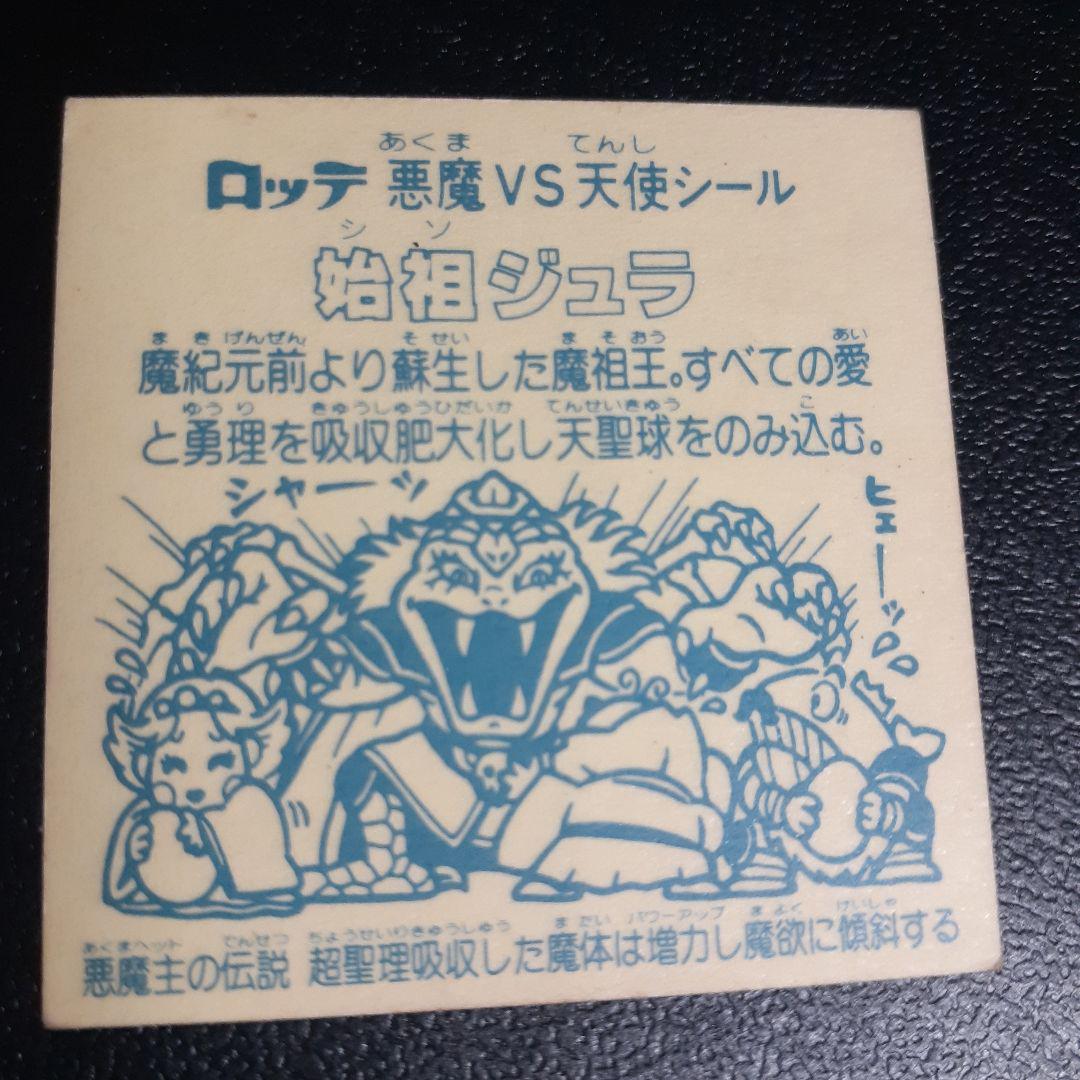 あくま てんし
ロッテ 悪魔VS天使シール
シ ソ
始祖ジュラ
ま き げんぜん そ せい ま そ おう あい
魔紀元前より蘇生した魔祖王。すべての愛
ゆう り きゅうしゅうひだいか てんせいきゅう こ
と勇理を吸収肥大化し天聖球をのみ込む。
シャーッ
ヒェーッ
あくまヘッド でんせつ ちょうせいりきゅうしゅう ま たい パワーアップ ま よく けいしゃ
悪魔主の伝説 超聖理吸収した魔体は増力し魔欲に傾斜する